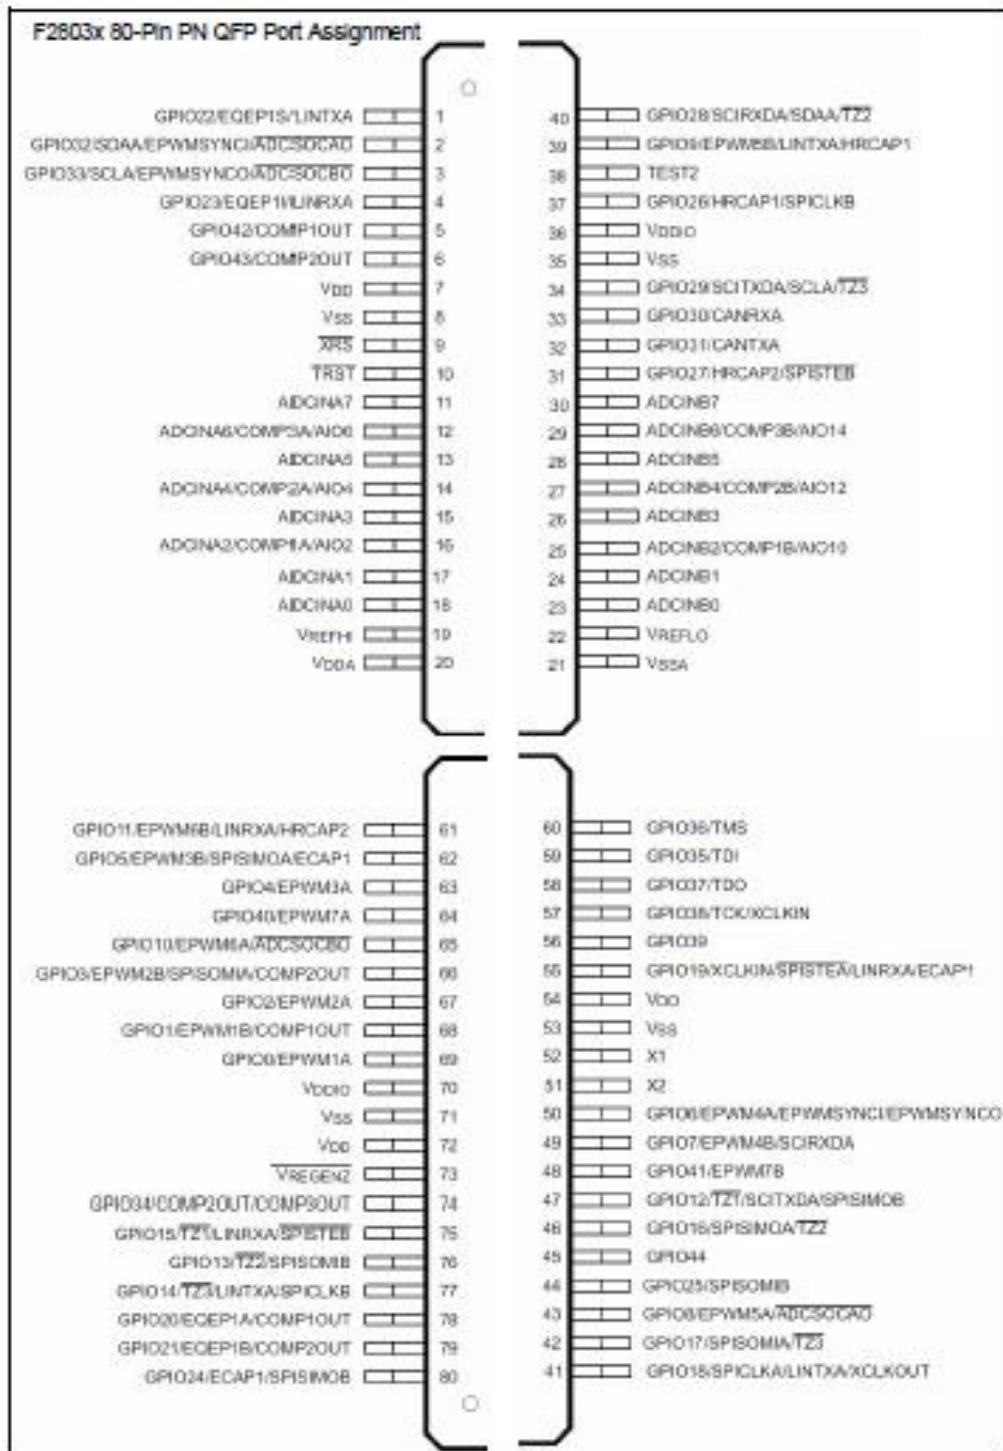 F2803x 80-Pin PN QFP Port Assignment
GPIO22/EQEP1S/LINTXA 1
GPIO32/SDAA/EPWMSYNCI/ADCSOCAO 2
GPIO33/SCLA/EPWMSYNCO/ADCSOCBO 3
GPIO23/EQEP1I/LINRXA 4
GPIO42/COMP1OUT 5
GPIO43/COMP2OUT 6
VDD 7
VSS 8
XRS 9
TRST 10
ADCINA7 11
ADCINA6/COMP3A/AIO6 12
ADCINA5 13
ADCINA4/COMP2A/AIO4 14
ADCINA3 15
ADCINA2/COMP1A/AIO2 16
ADCINA1 17
ADCINA0 18
VREFHI 19
VDDA 20
40 GPIO28/SCIRXDA/SDAA/TZ2
39 GPIO9/EPWM5B/LINTXA/HRCAP1
38 TEST2
37 GPIO26/HRCAP1/SPICLKB
36 VDDIO
35 VSS
34 GPIO29/SCITXDA/SCLA/TZ3
33 GPIO30/CANRXA
32 GPIO31/CANTXA
31 GPIO27/HRCAP2/SPISTEB
30 ADCINB7
29 ADCINB6/COMP3B/AIO14
28 ADCINB5
27 ADCINB4/COMP2B/AIO12
26 ADCINB3
25 ADCINB2/COMP1B/AIO10
24 ADCINB1
23 ADCINB0
22 VREFLO
21 VSSA
GPIO11/EPWM6B/LINRXA/HRCAP2 61
GPIO5/EPWM3B/SPISIMOA/ECAP1 62
GPIO4/EPWM3A 63
GPIO40/EPWM7A 64
GPIO10/EPWM6A/ADCSOCBO 65
GPIO3/EPWM2B/SPISOMIA/COMP2OUT 66
GPIO2/EPWM2A 67
GPIO1/EPWM1B/COMP1OUT 68
GPIO0/EPWM1A 69
VDDIO 70
VSS 71
VDD 72
VREGENZ 73
GPIO34/COMP2OUT/COMP3OUT 74
GPIO15/TZ1/LINRXA/SPISTEB 75
GPIO13/TZ2/SPISOMIB 76
GPIO14/TZ3/LINTXA/SPICLKB 77
GPIO20/EQEP1A/COMP1OUT 78
GPIO21/EQEP1B/COMP2OUT 79
GPIO24/ECAP1/SPISIMOB 80
60 GPIO36/TMS
59 GPIO35/TDI
58 GPIO37/TDO
57 GPIO38/TCK/XCLKIN
56 GPIO39
55 GPIO19/XCLKIN/SPISTEA/LINRXA/ECAP1
54 VDD
53 VSS
52 X1
51 X2
50 GPIO6/EPWM4A/EPWMSYNCI/EPWMSYNCO
49 GPIO7/EPWM4B/SCIRXDA
48 GPIO41/EPWM7B
47 GPIO12/TZ1/SCITXDA/SPISIMOB
46 GPIO16/SPISIMOA/TZ2
45 GPIO44
44 GPIO25/SPISOMIB
43 GPIO8/EPWM5A/ADCSOCAO
42 GPIO17/SPISOMIA/TZ3
41 GPIO18/SPICLKA/LINTXA/XCLKOUT